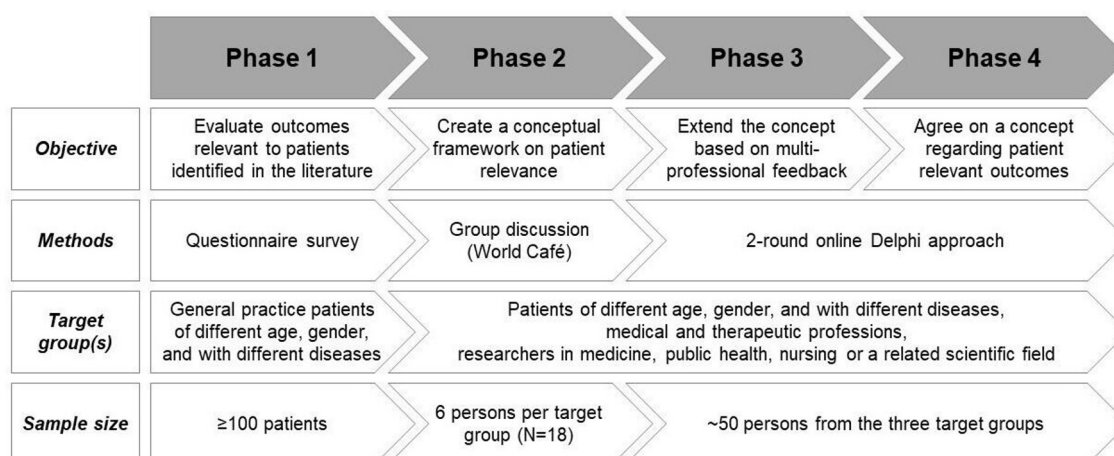 Phase 1
Phase 2
Phase 3
Phase 4
Objective
Evaluate outcomes
relevant to patients
identified in the literature
Create a conceptual
framework on patient
relevance
Extend the concept
based on multi-
professional feedback
Agree on a concept
regarding patient
relevant outcomes
Methods
Questionnaire survey
Group discussion
(World Café)
2-round online Delphi approach
Target
group(s)
General practice patients
of different age, gender,
and with different diseases
Patients of different age, gender, and with different diseases,
medical and therapeutic professions,
researchers in medicine, public health, nursing or a related scientific field
Sample size
≥100 patients
6 persons per target
group (N=18)
~50 persons from the three target groups